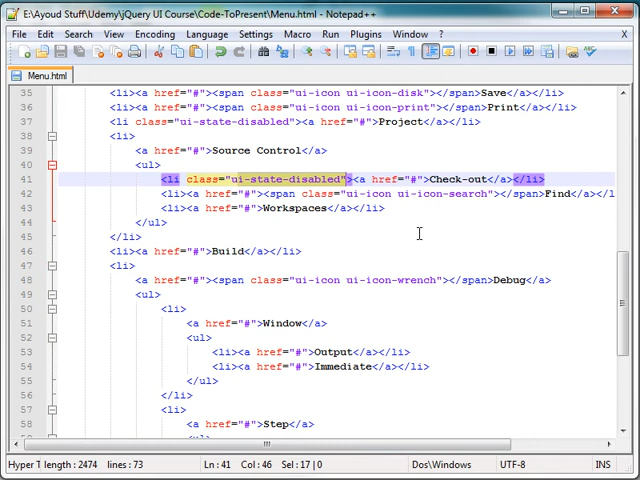 E:\Ayoud Stuff\Udemy\jQuery UI Course\Code-ToPresent\Menu.html - Notepad++
File Edit Search View Encoding Language Settings Macro Run Plugins Window ? X
Menu.html
35 <li><a href="#"><span class="ui-icon ui-icon-disk"></span>Save</a></li>
36 <li><a href="#"><span class="ui-icon ui-icon-print"></span>Print</a></li>
37 <li class="ui-state-disabled"><a href="#">Project</a></li>
38 <li>
39 <a href="#">Source Control</a>
40 <ul>
41 <li class="ui-state-disabled"><a href="#">Check-out</a></li>
42 <li><a href="#"><span class="ui-icon ui-icon-search"></span>Find</a></l
43 <li><a href="#">Workspaces</a></li>
44 </ul>
45 </li>
46 <li><a href="#">Build</a></li>
47 <li>
48 <a href="#"><span class="ui-icon ui-icon-wrench"></span>Debug</a>
49 <ul>
50 <li>
51 <a href="#">Window</a>
52 <ul>
53 <li><a href="#">Output</a></li>
54 <li><a href="#">Immediate</a></li>
55 </ul>
56 </li>
57 <li>
58 <a href="#">Step</a>
<ul>
Hyper T length : 2474 lines : 73 Ln : 41 Col : 46 Sel : 17 | 0 Dos\Windows UTF-8 INS